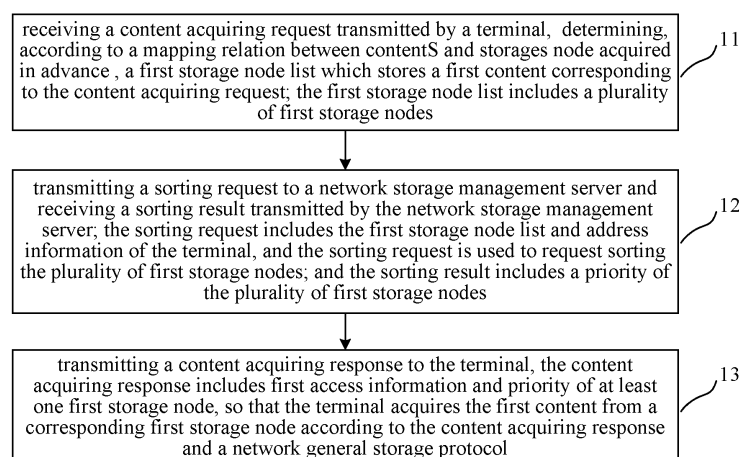 receiving a content acquiring request transmitted by a terminal, determining,
according to a mapping relation between contentS and storages node acquired
in advance , a first storage node list which stores a first content corresponding
to the content acquiring request; the first storage node list includes a plurality
of first storage nodes
11
transmitting a sorting request to a network storage management server and
receiving a sorting result transmitted by the network storage management
server; the sorting request includes the first storage node list and address
information of the terminal, and the sorting request is used to request sorting
the plurality of first storage nodes; and the sorting result includes a priority of
the plurality of first storage nodes
12
transmitting a content acquiring response to the terminal, the content
acquiring response includes first access information and priority of at least
one first storage node, so that the terminal acquires the first content from a
corresponding first storage node according to the content acquiring response
and a network general storage protocol
13